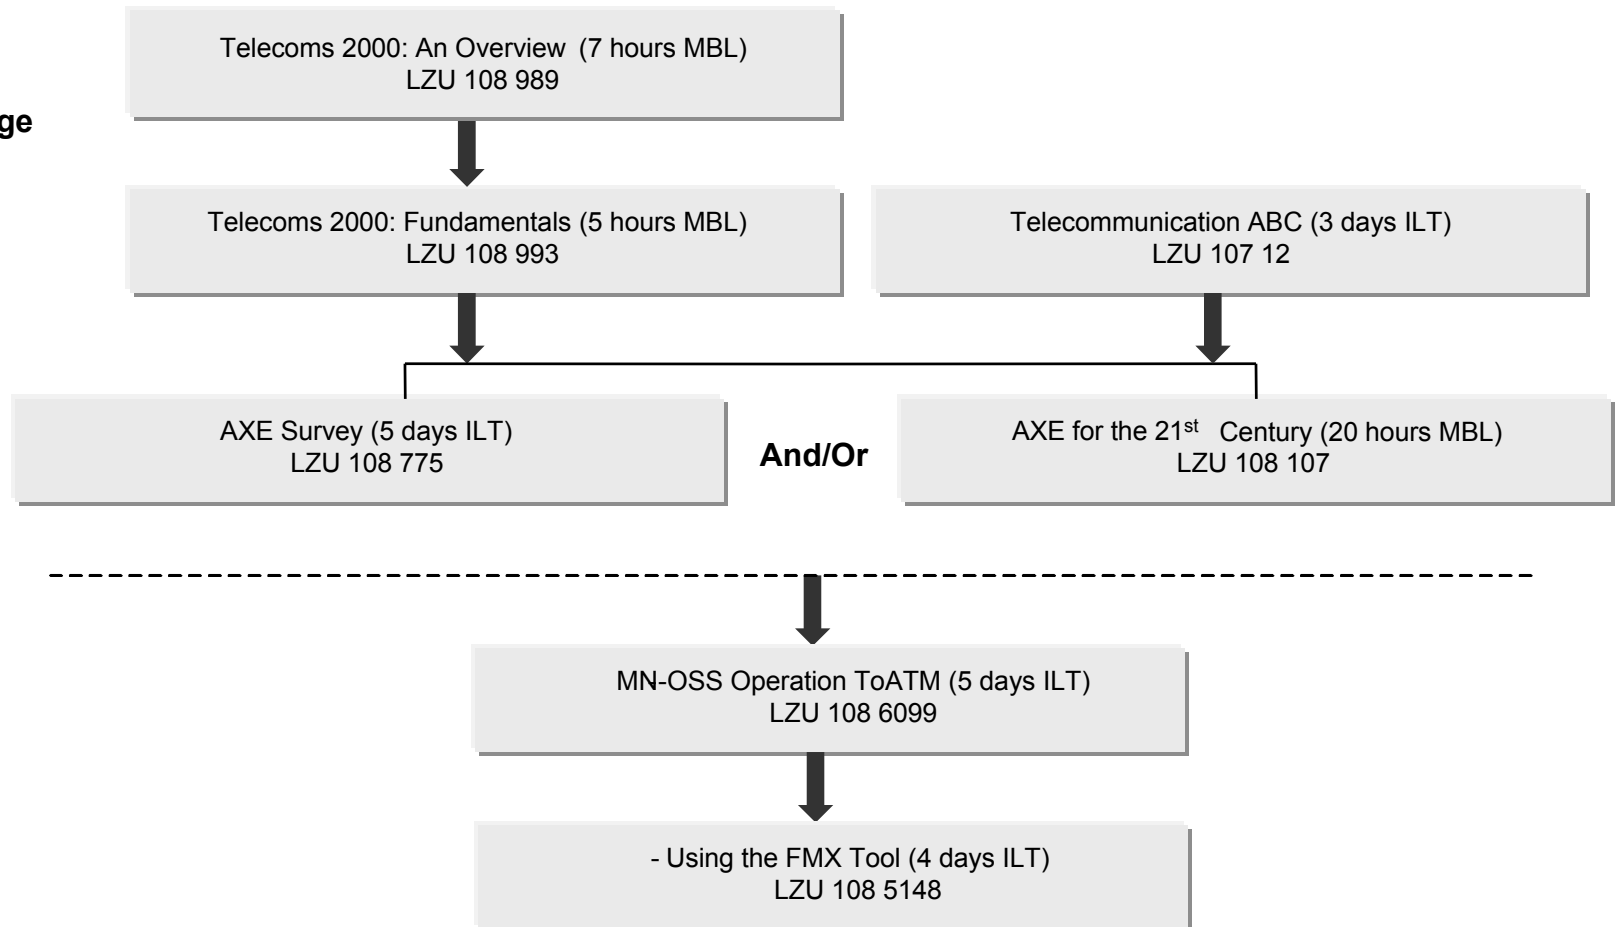 Telecoms 2000: An Overview (7 hours MBL)
LZU 108 989
ge
Telecoms 2000: Fundamentals (5 hours MBL)
LZU 108 993
Telecommunication ABC (3 days ILT)
LZU 107 12
AXE Survey (5 days ILT)
LZU 108 775
And/Or
AXE for the 21st Century (20 hours MBL)
LZU 108 107
MN-OSS Operation ToATM (5 days ILT)
LZU 108 6099
- Using the FMX Tool (4 days ILT)
LZU 108 5148